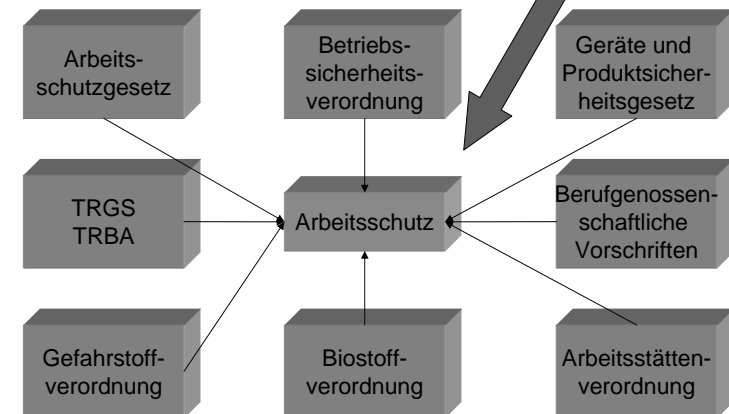 Arbeits-
schutzgesetz
Betriebs-
sicherheits-
verordnung
Geräte und
Produktsicher-
heitsgesetz
TRGS
TRBA
Arbeitsschutz
Berufgenossen-
schaftliche
Vorschriften
Gefahrstoff-
verordnung
Biostoff-
verordnung
Arbeitsstätten-
verordnung